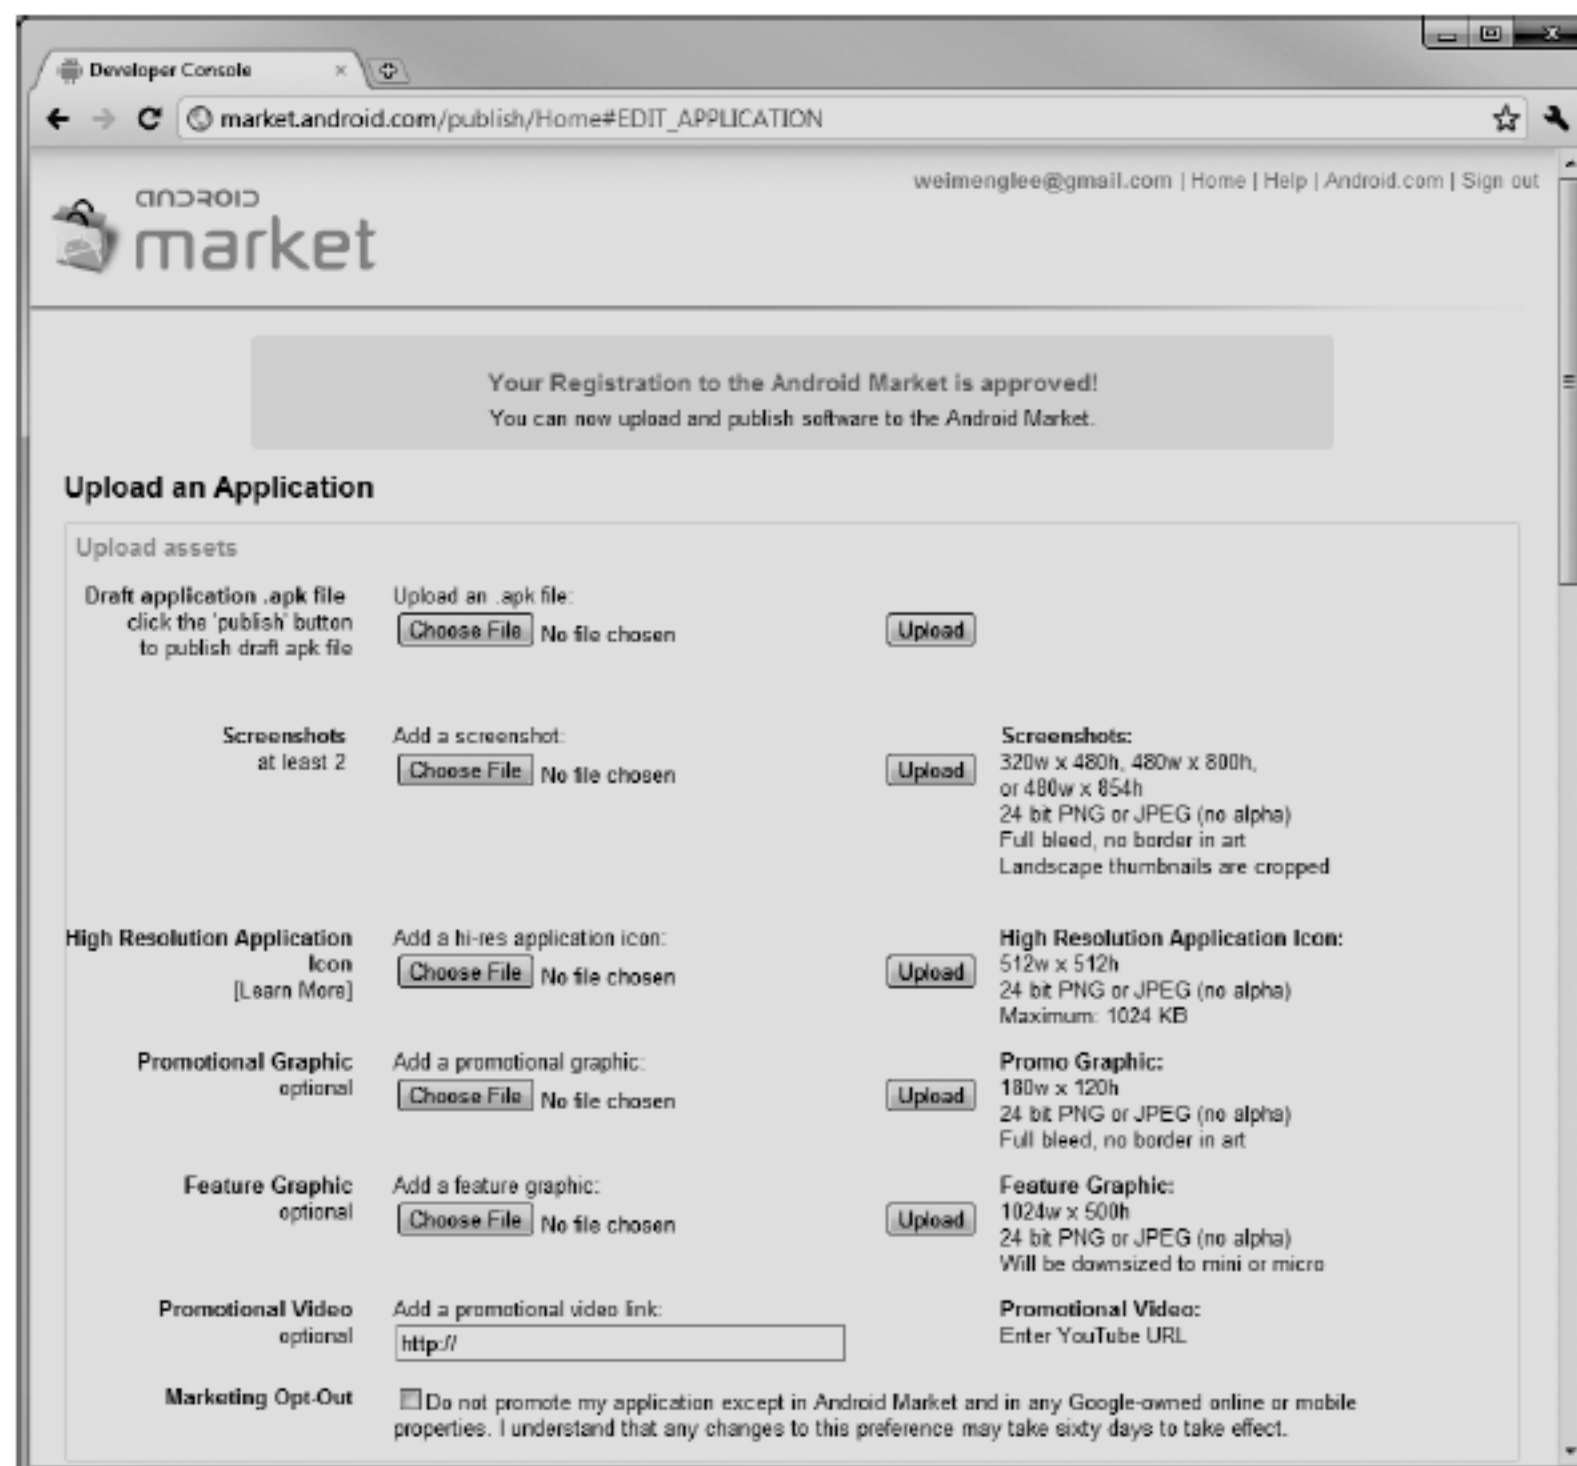 Developer Console
market.android.com/publish/Home#EDIT_APPLICATION
weimenglee@gmail.com | Home | Help | Android.com | Sign out
ANDROID
market
Your Registration to the Android Market is approved!
You can now upload and publish software to the Android Market.
Upload an Application
Upload assets
Draft application .apk file
click the 'publish' button
to publish draft apk file
Upload an .apk file:
Choose File No file chosen
Upload
Screenshots
at least 2
Add a screenshot:
Choose File No file chosen
Upload
Screenshots:
320w x 480h, 480w x 800h,
or 480w x 854h
24 bit PNG or JPEG (no alpha)
Full bleed, no border in art
Landscape thumbnails are cropped
High Resolution Application
Icon
[Learn More]
Add a hi-res application icon:
Choose File No file chosen
Upload
High Resolution Application Icon:
512w x 512h
24 bit PNG or JPEG (no alpha)
Maximum: 1024 KB
Promotional Graphic
optional
Add a promotional graphic:
Choose File No file chosen
Upload
Promo Graphic:
180w x 120h
24 bit PNG or JPEG (no alpha)
Full bleed, no border in art
Feature Graphic
optional
Add a feature graphic:
Choose File No file chosen
Upload
Feature Graphic:
1024w x 500h
24 bit PNG or JPEG (no alpha)
Will be downsized to mini or micro
Promotional Video
optional
Add a promotional video link:
http://
Promotional Video:
Enter YouTube URL
Marketing Opt-Out
Do not promote my application except in Android Market and in any Google-owned online or mobile
properties. I understand that any changes to this preference may take sixty days to take effect.